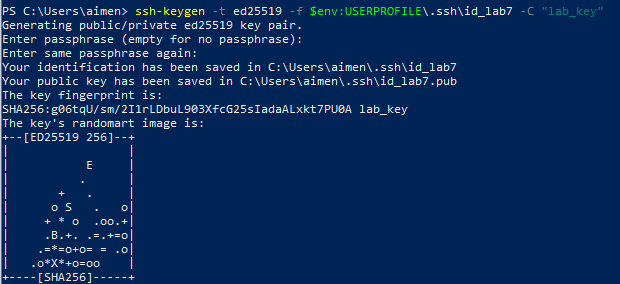 PS C:\Users\aimen> ssh-keygen -t ed25519 -f $env:USERPROFILE\.ssh\id_lab7 -C "lab_key"
Generating public/private ed25519 key pair.
Enter passphrase (empty for no passphrase):
Enter same passphrase again:
Your identification has been saved in C:\Users\aimen\.ssh\id_lab7
Your public key has been saved in C:\Users\aimen\.ssh\id_lab7.pub
The key fingerprint is:
SHA256:g06tqU/sm/2I1rLDbuL903XfcG25sIadaALxkt7PU0A lab_key
The key's randomart image is:
+--[ED25519 256]--+
|                 |
|           E     |
|          .      |
|       +   .     |
|      o S   .   o|
|     + * o  .oo.+|
|     .B.+. .=.+=o|
|    .=*=o+o= = .o|
|   .o*X*+o=oo    |
+----[SHA256]-----+